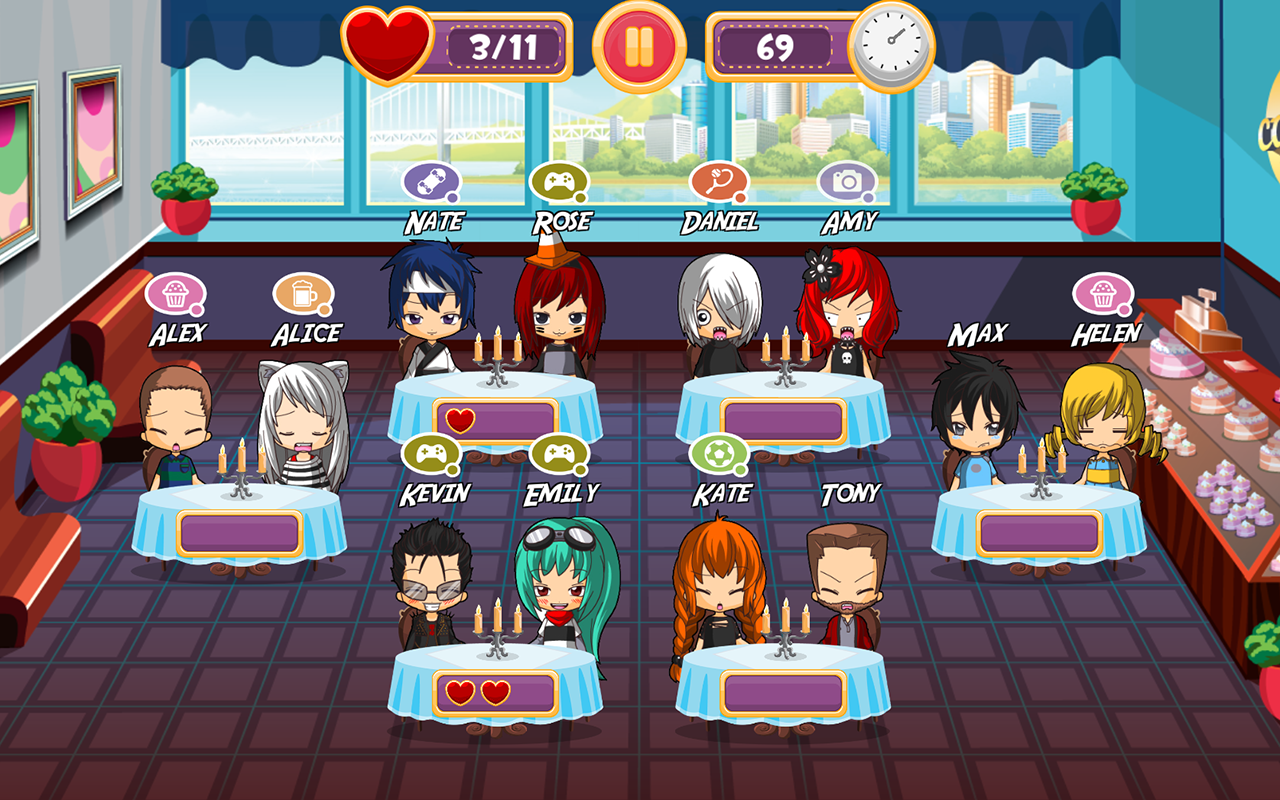 3/11
69
NATE
ROSE
DANIEL
AMY
ALEX
ALICE
MAX
HELEN
KEVIN
EMILY
KATE
TONY